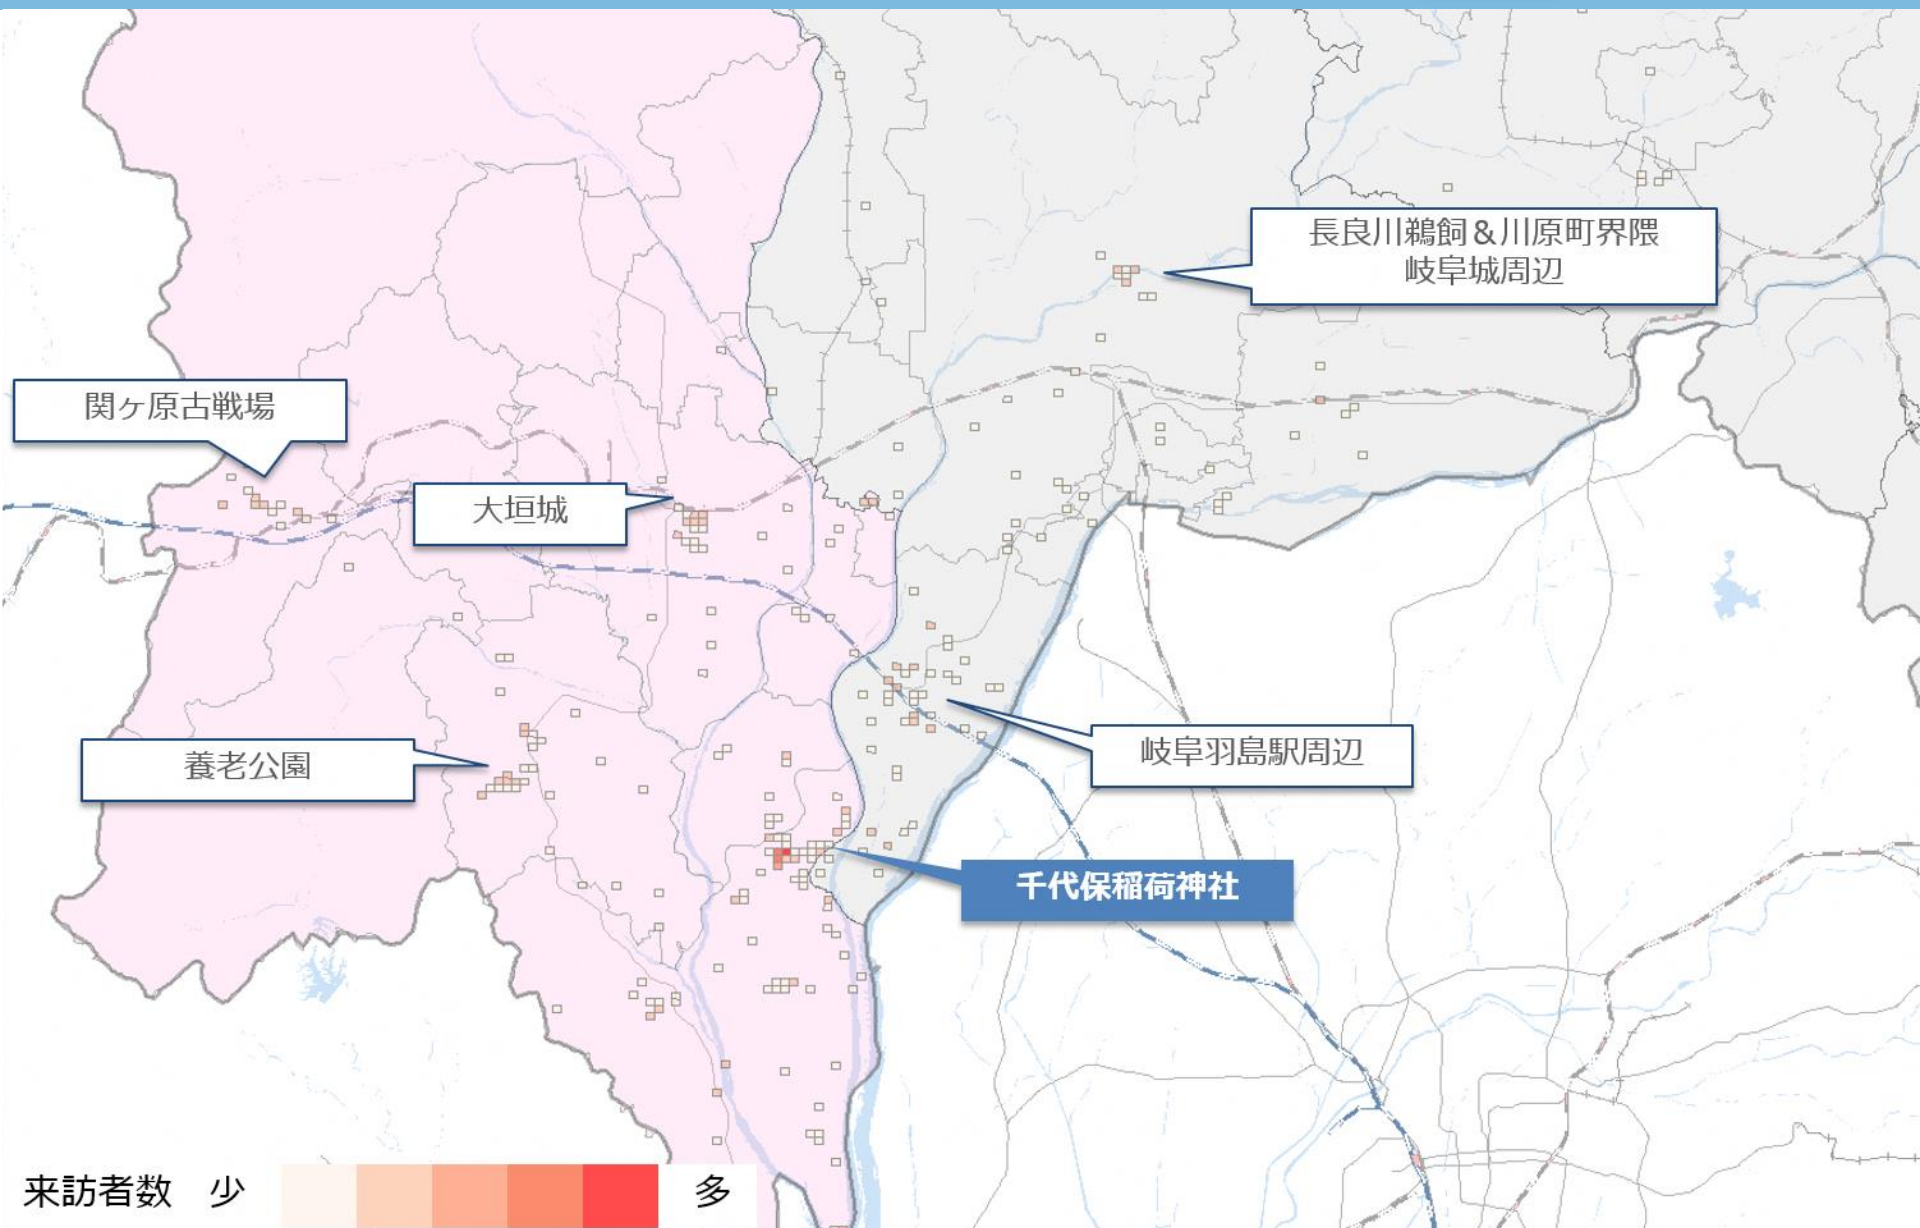 長良川鵜飼＆川原町界隈
岐阜城周辺
関ヶ原古戦場
大垣城
岐阜羽島駅周辺
養老公園
千代保稲荷神社
来訪者数 少 多